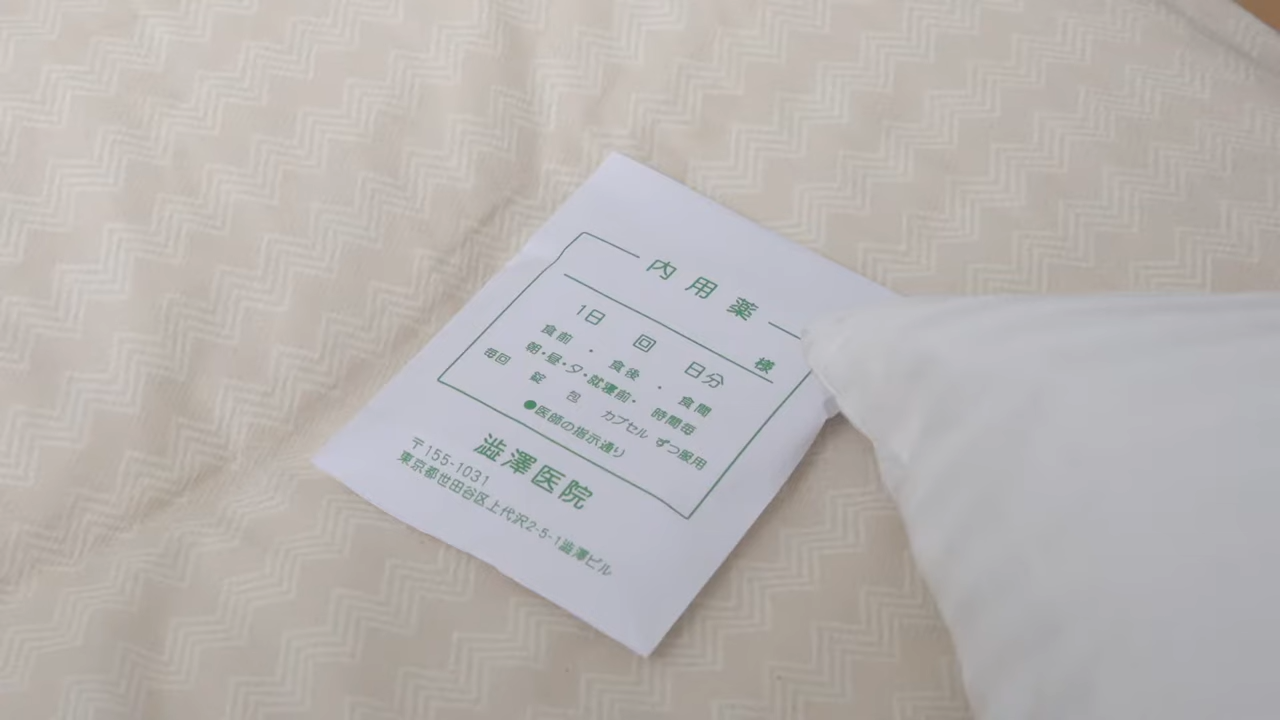 内用薬
様
1日 回 日分
食前・食後・食間
毎回 朝・昼・夕・就寝前・時間毎
錠 包 カプセル ずつ服用
●医師の指示通り
澁澤医院
〒155-1031
東京都世田谷区上代沢2-5-1澁澤ビル